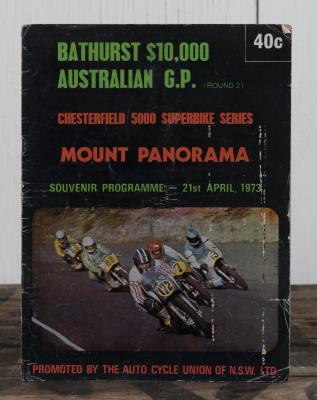 BATHURST $10,000
40c
AUSTRALIAN G.P. (ROUND 2)
CHESTERFIELD 5000 SUPERBIKE SERIES
MOUNT PANORAMA
SOUVENIR PROGRAMME — 21st APRIL, 1973
PROMOTED BY THE AUTO CYCLE UNION OF N.S.W. LTD.